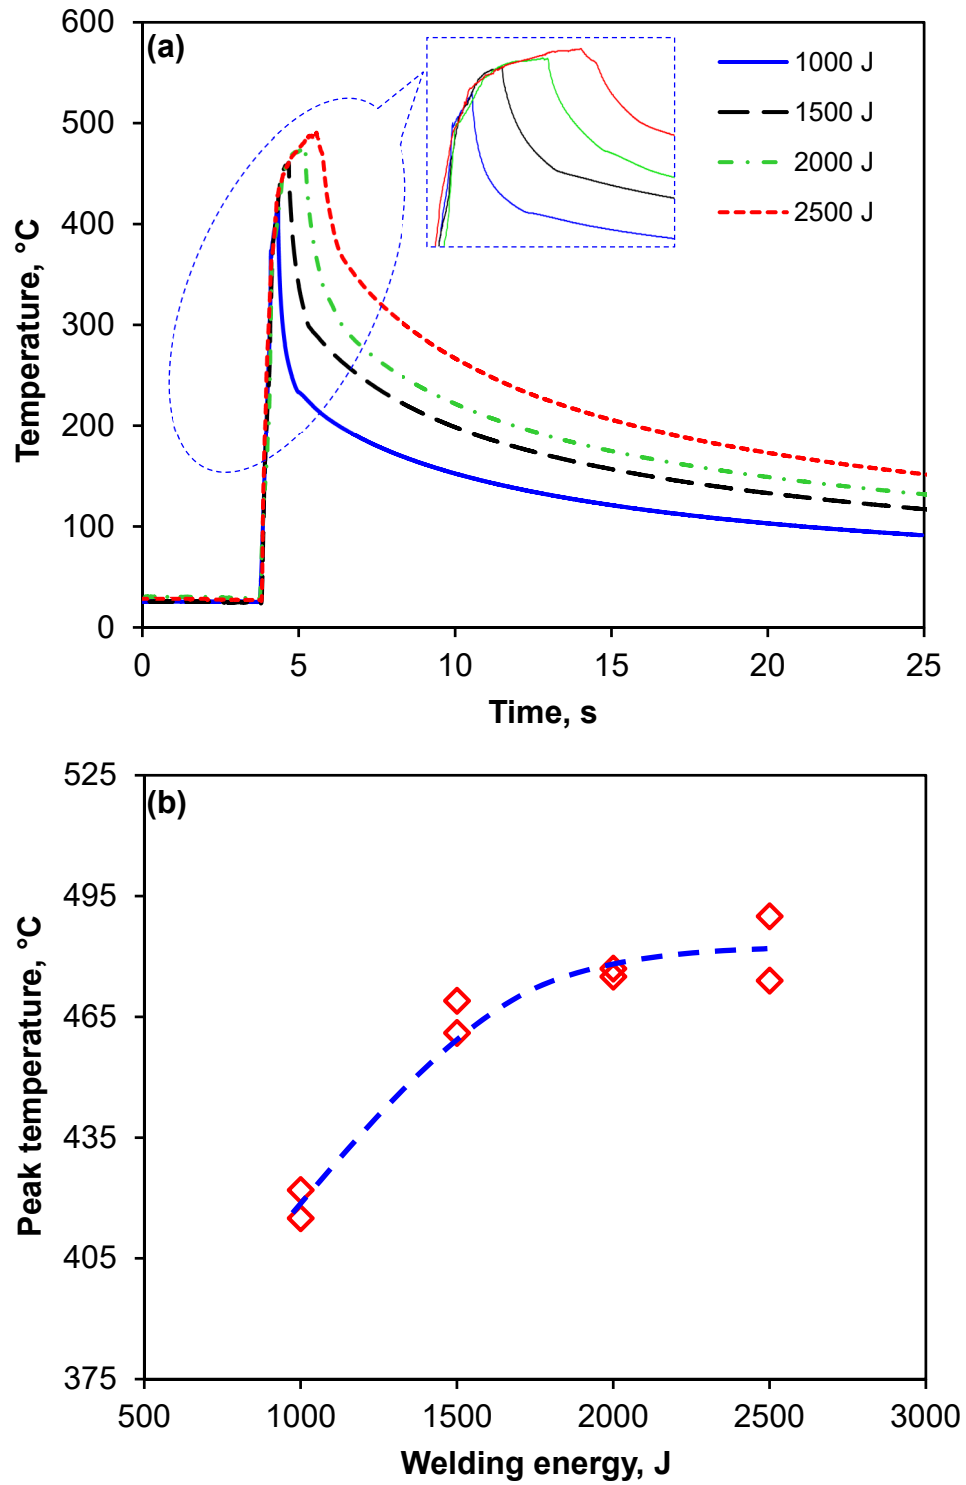 (a)
600
500
400
300
200
100
0
Temperature, °C
1000 J
1500 J
2000 J
2500 J
0 5 10 15 20 25
Time, s
(b)
525
495
465
435
405
375
Peak temperature, °C
500 1000 1500 2000 2500 3000
Welding energy, J